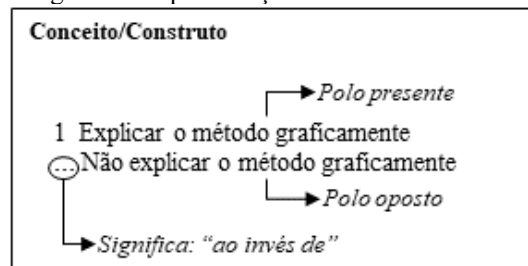 Conceito/Construto
Polo presente
1 Explicar o método graficamente
... Não explicar o método graficamente
Polo oposto
Significa: “ao invés de”